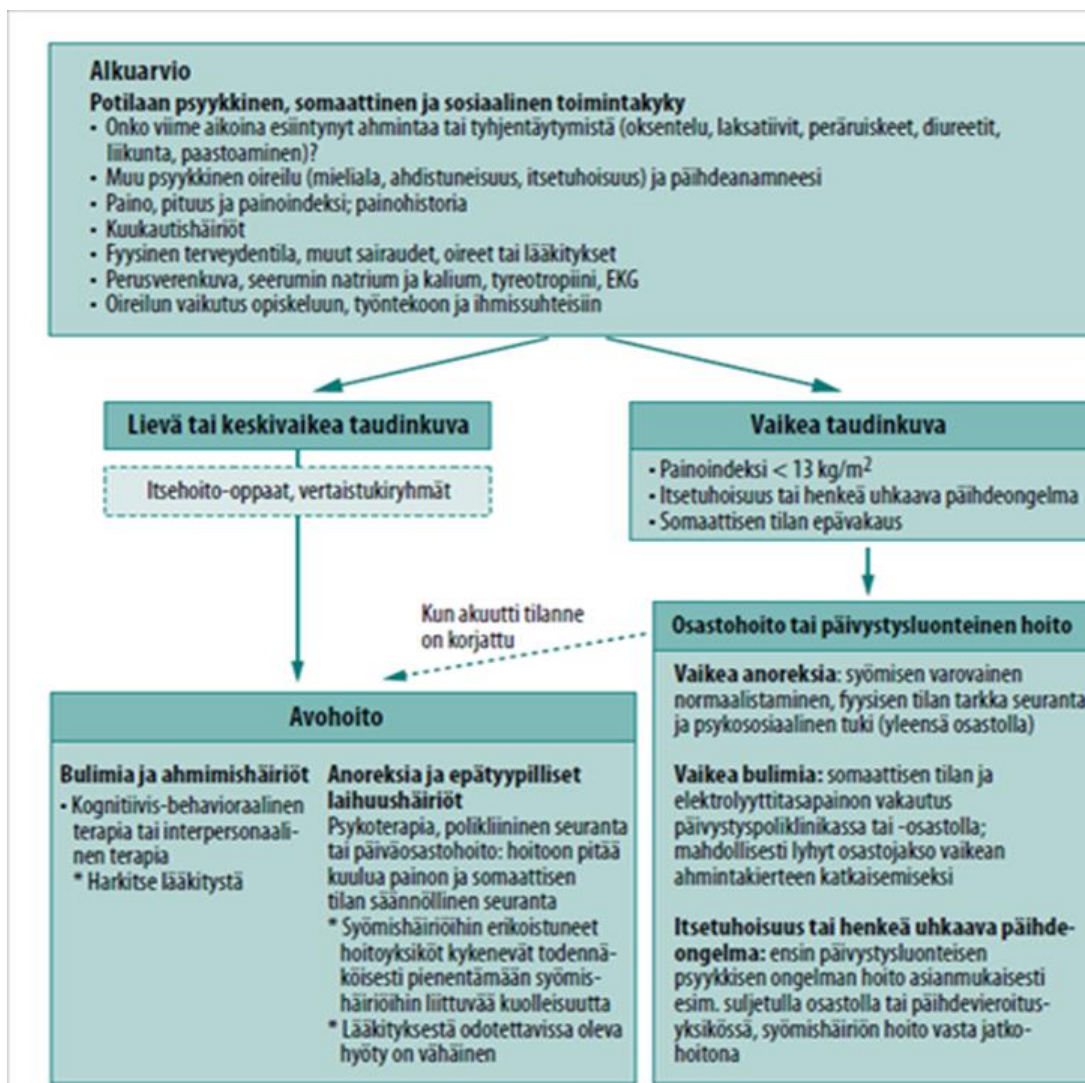 Alkuarvio
Potilaan psyykkinen, somaattinen ja sosiaalinen toimintakyky
• Onko viime aikoina esiintynyt ahmintaa tai tyhjentäytymistä (oksentelu, laksatiivit, peräruiskeet, diureetit,
liikunta, paastoaminen)?
• Muu psyykkinen oireilu (mieliala, ahdistuneisuus, itsetuhoisuus) ja päihdeanamneesi
• Paino, pituus ja painoindeksi; painohistoria
• Kuukautishäiriöt
• Fyysinen terveydentila, muut sairaudet, oireet tai lääkitykset
• Perusverenkuva, seerumin natrium ja kalium, tyreotropiini, EKG
• Oireilun vaikutus opiskeluun, työntekoon ja ihmissuhteisiin
Lievä tai keskivaikea taudinkuva
Itsehoito-oppaat, vertaistukiryhmät
Vaikea taudinkuva
• Painoindeksi < 13 kg/m²
• Itsetuhoisuus tai henkeä uhkaava päihdeongelma
• Somaattisen tilan epävakaus
Kun akuutti tilanne
on korjattu
Avohoito
Bulimia ja ahmimishäiriöt
• Kognitiivis-behavioraalinen
terapia tai interpersonaali-
nen terapia
* Harkitse lääkitystä
Anoreksia ja epätyypilliset
laihuushäiriöt
Psykoterapia, polikliininen seuranta
tai päiväosastohoito: hoitoon pitää
kuulua painon ja somaattisen
tilan säännöllinen seuranta
* Syömishäiriöihin erikoistuneet
hoitoyksiköt kykenevät todennä-
köisesti pienentämään syömis-
häiriöihin liittyvää kuolleisuutta
* Lääkityksestä odotettavissa oleva
hyöty on vähäinen
Osastohoito tai päivystysluonteinen hoito
Vaikea anoreksia: syömisen varovainen
normaalistaminen, fyysisen tilan tarkka seuranta
ja psykososiaalinen tuki (yleensä osastolla)
Vaikea bulimia: somaattisen tilan ja
elektrolyyttitasapainon vakautus
päivystyspoliklinikassa tai -osastolla;
mahdollisesti lyhyt osastojakso vaikean
ahmintakierteen katkaisemiseksi
Itsetuhoisuus tai henkeä uhkaava päihde-
ongelma: ensin päivystysluonteisen
psyykkisen ongelman hoito asianmukaisesti
esim. suljetulla osastolla tai päihdevieroitus-
yksikössä, syömishäiriön hoito vasta jatko-
hoitona